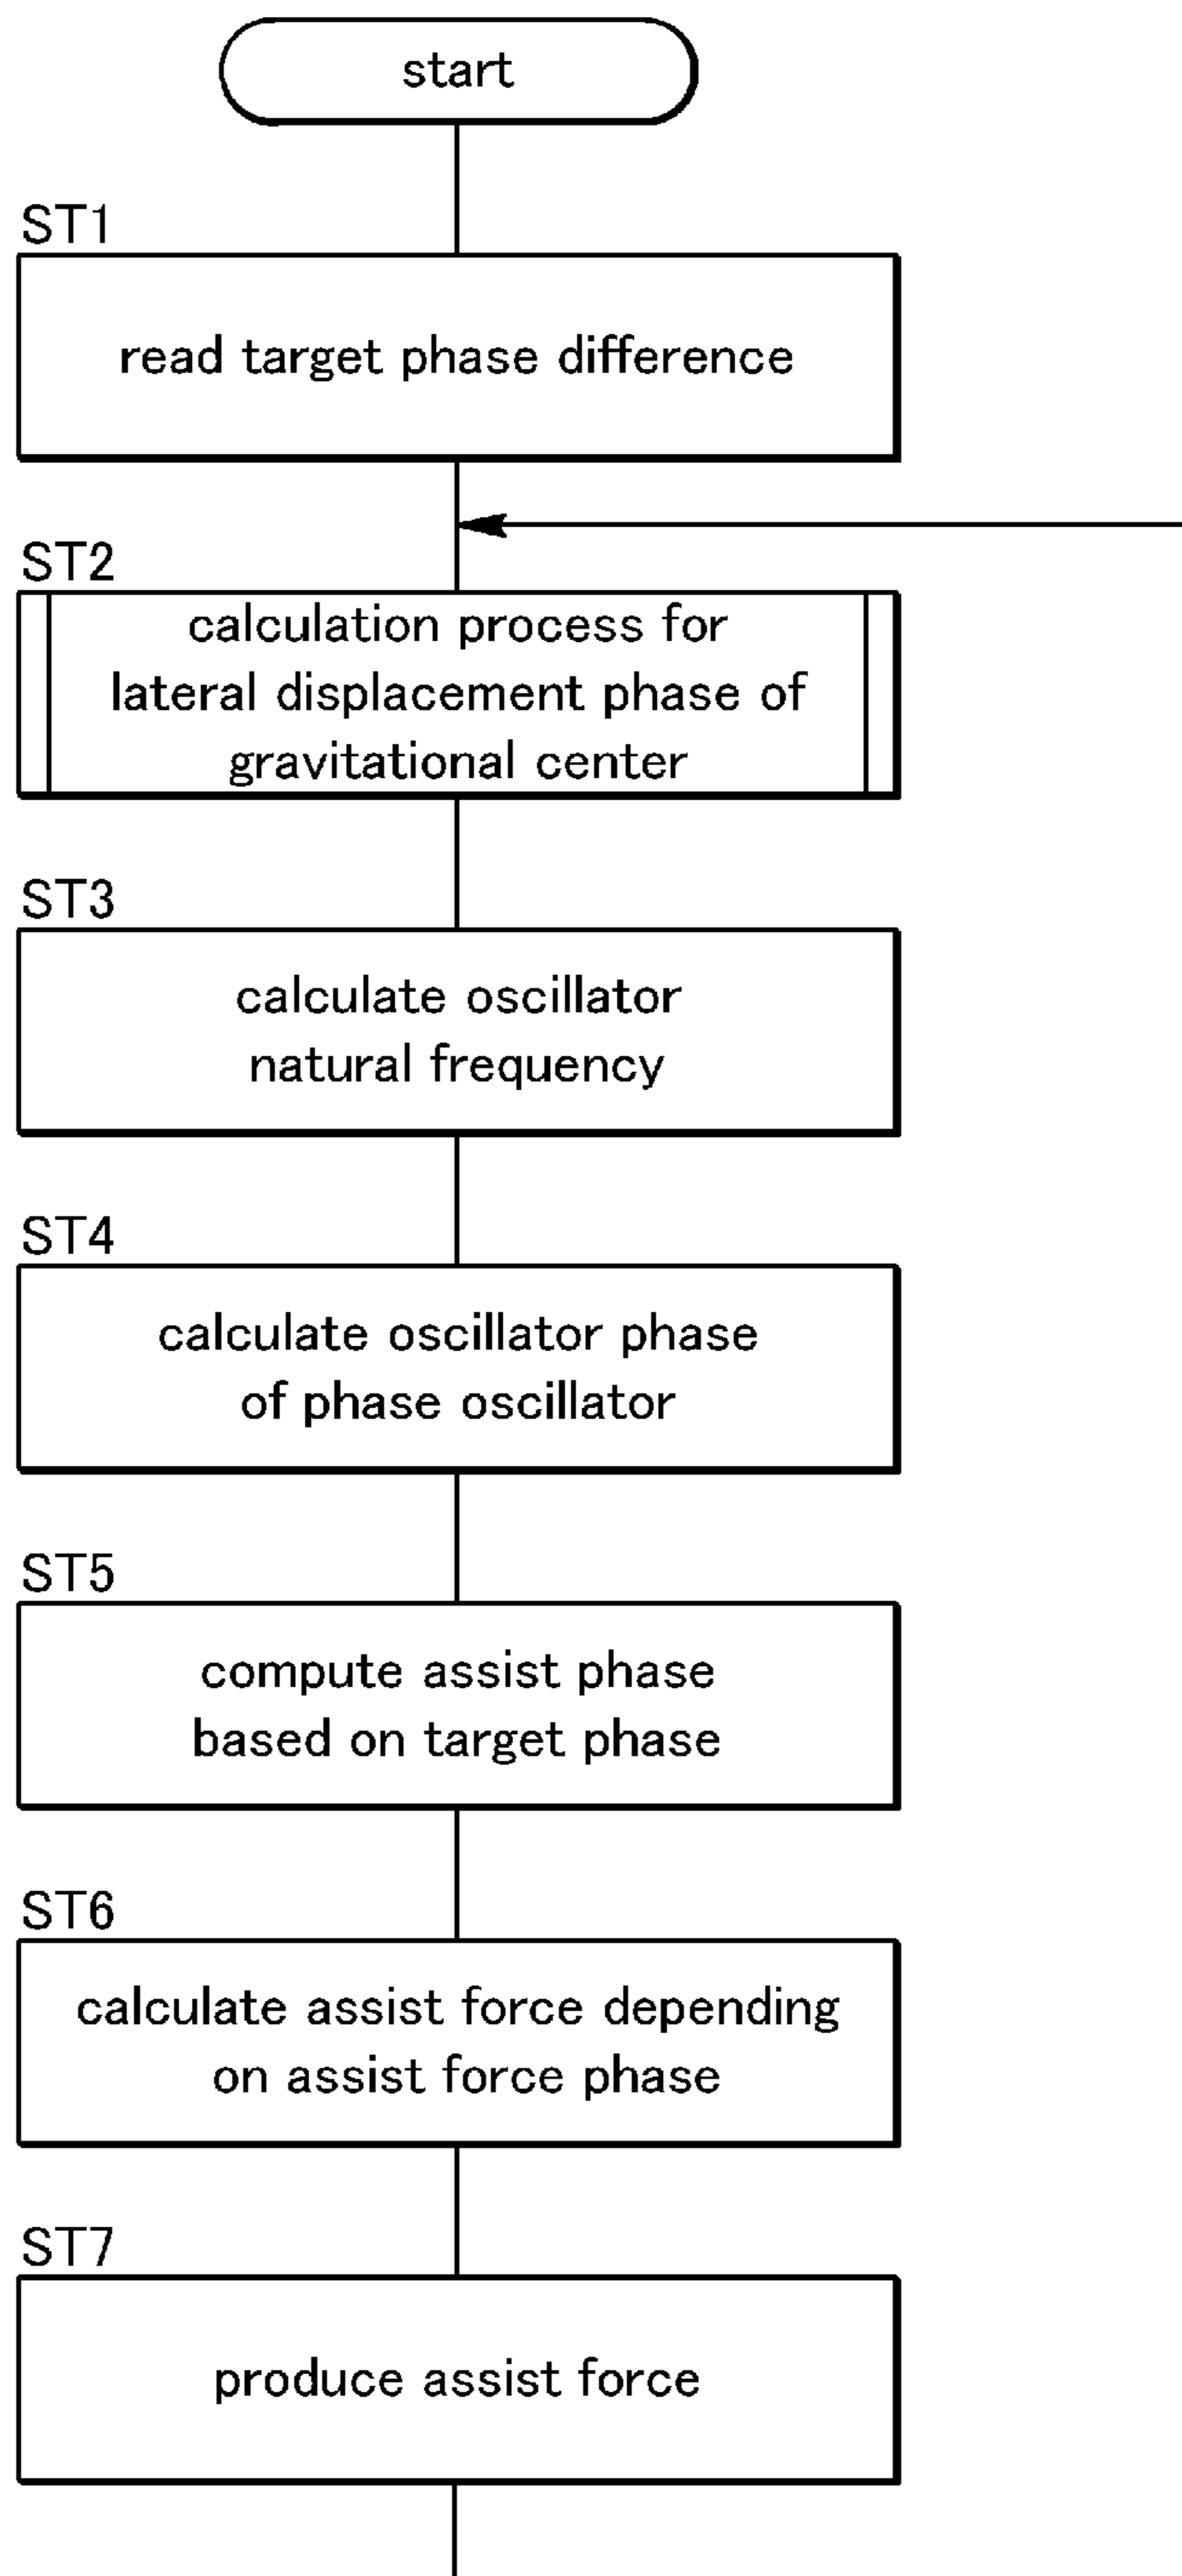 start
ST1
read target phase difference
ST2
calculation process for
lateral displacement phase of
gravitational center
ST3
calculate oscillator
natural frequency
ST4
calculate oscillator phase
of phase oscillator
ST5
compute assist phase
based on target phase
ST6
calculate assist force depending
on assist force phase
ST7
produce assist force